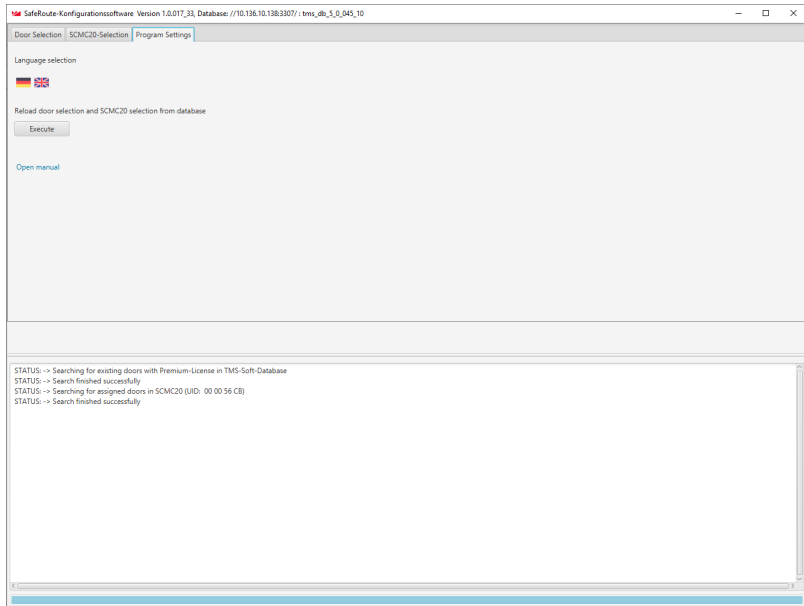 SafeRoute-Konfigurationssoftware Version 1.0.017_33, Database: //10.136.10.138:3307/ : tms_db_5_0_045_10
Door Selection SCMC20-Selection Program Settings
Language selection
Reload door selection and SCMC20 selection from database
Execute
Open manual
STATUS: -> Searching for existing doors with Premium-License in TMS-Soft-Database
STATUS: -> Search finished successfully
STATUS: -> Searching for assigned doors in SCMC20 (UID: 00 00 56 CB)
STATUS: -> Search finished successfully